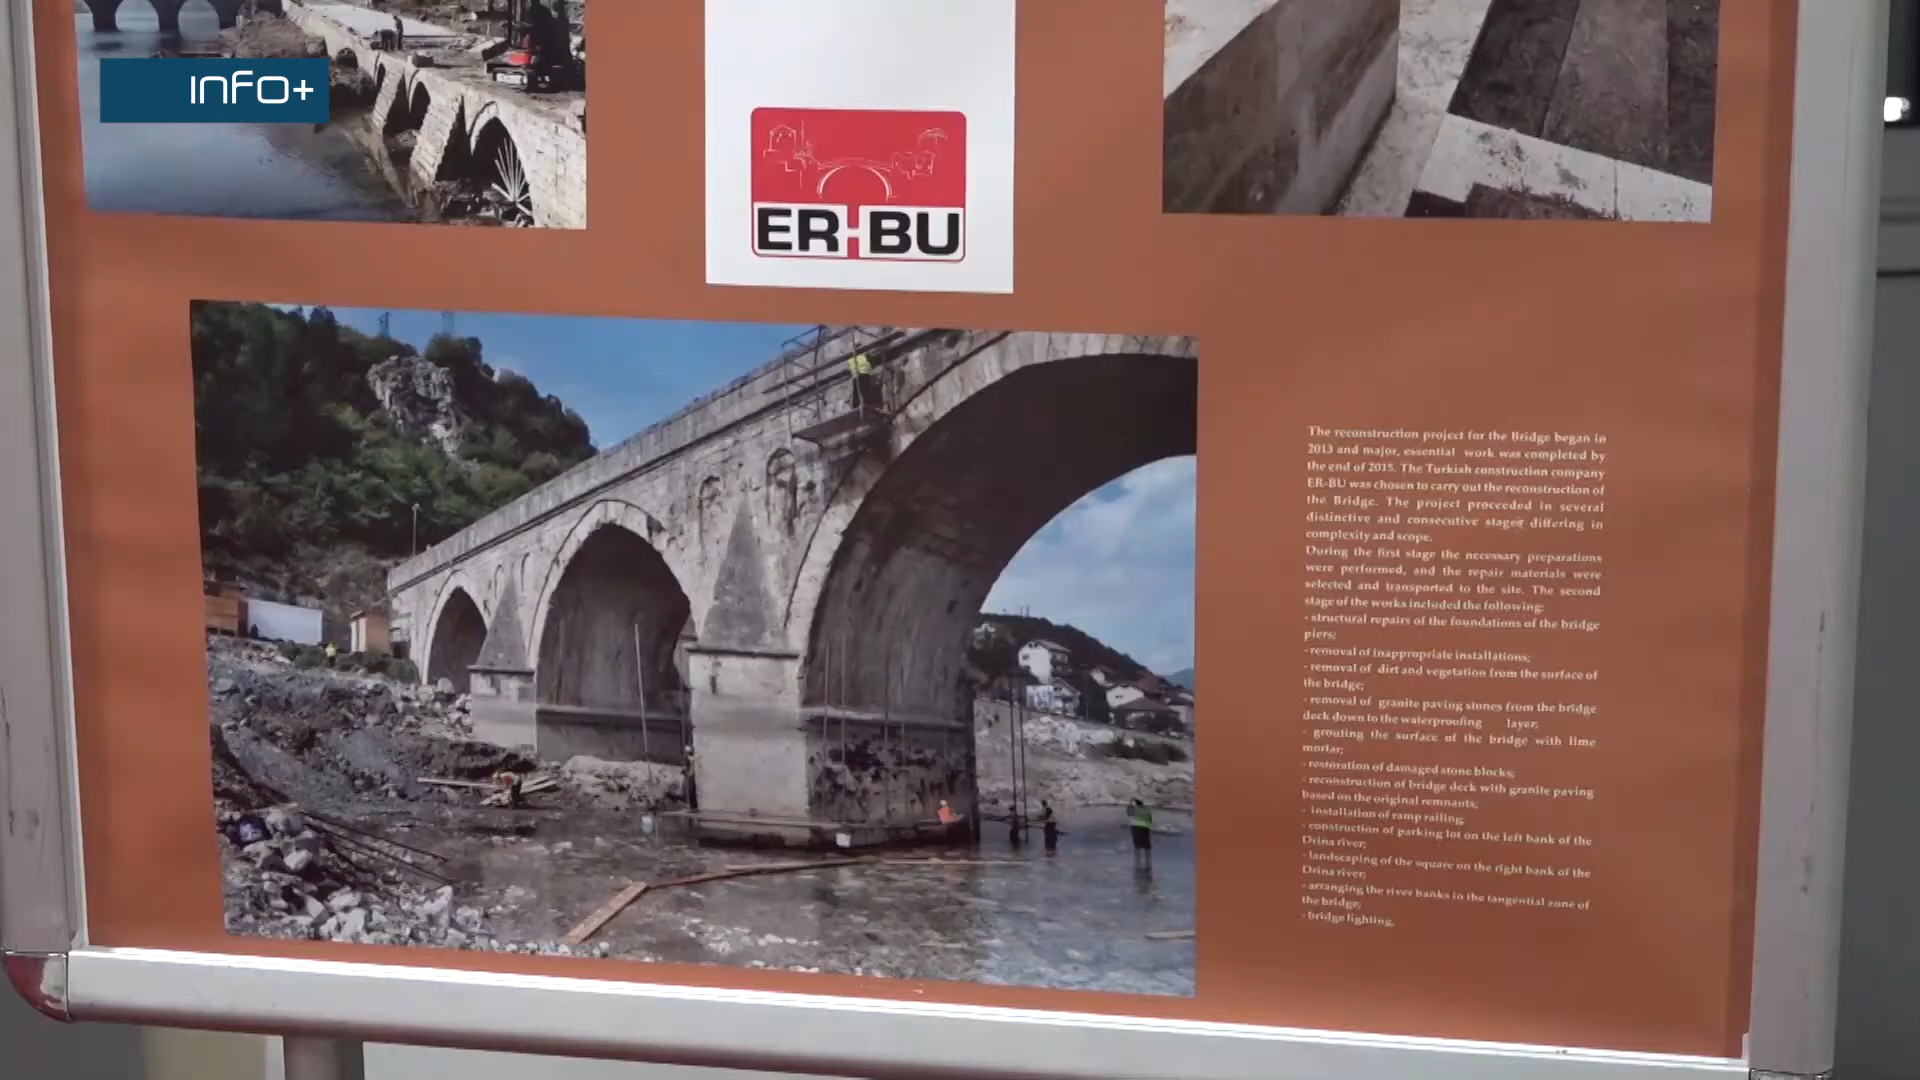 INFO+
ER-BU
The reconstruction project for the Bridge began in
2013 and major, essential work was completed by
the end of 2015. The Turkish construction company
ER-BU was chosen to carry out the reconstruction of
the Bridge. The project proceeded in several
distinctive and consecutive stages differing in
complexity and scope.
During the first stage the necessary preparations
were performed, and the repair materials were
selected and transported to the site. The second
stage of the works included the following:
- structural repairs of the foundations of the bridge
piers;
- removal of inappropriate installations;
- removal of dirt and vegetation from the surface of
the bridge;
- removal of granite paving stones from the bridge
deck down to the waterproofing layer;
- grouting the surface of the bridge with lime
mortar;
- restoration of damaged stone blocks;
- reconstruction of bridge deck with granite paving
based on the original remnants;
- installation of ramp railing;
- construction of parking lot on the left bank of the
Drina river;
- landscaping of the square on the right bank of the
Drina river;
- arranging the river banks in the tangential zone of
the bridge;
- bridge lighting.